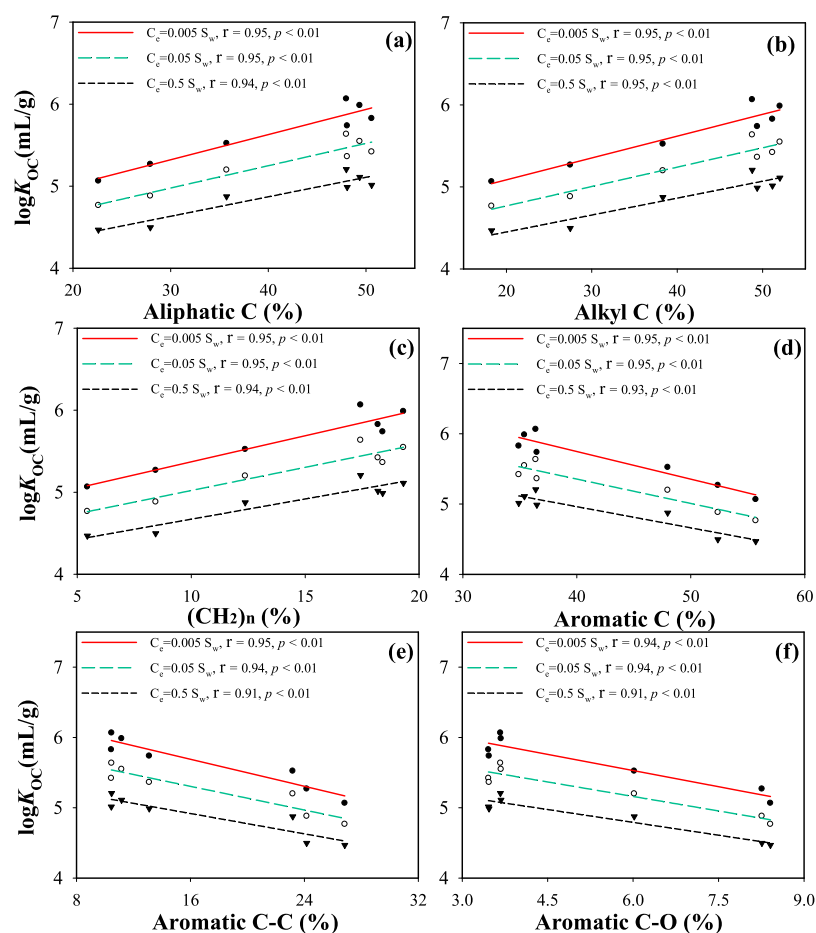 7
6
5
4
logKOC(mL/g)
Ce=0.005 Sw, r = 0.95, p < 0.01
Ce=0.05 Sw, r = 0.95, p < 0.01
Ce=0.5 Sw, r = 0.94, p < 0.01
(a)
20 30 40 50
Aliphatic C (%)
7
6
5
4
Ce=0.005 Sw, r = 0.95, p < 0.01
Ce=0.05 Sw, r = 0.95, p < 0.01
Ce=0.5 Sw, r = 0.95, p < 0.01
(b)
20 30 40 50
Alkyl C (%)
7
6
5
4
logKOC(mL/g)
Ce=0.005 Sw, r = 0.95, p < 0.01
Ce=0.05 Sw, r = 0.95, p < 0.01
Ce=0.5 Sw, r = 0.94, p < 0.01
(c)
5 10 15 20
(CH2)n (%)
7
6
5
4
Ce=0.005 Sw, r = 0.95, p < 0.01
Ce=0.05 Sw, r = 0.95, p < 0.01
Ce=0.5 Sw, r = 0.93, p < 0.01
(d)
30 40 50 60
Aromatic C (%)
7
6
5
4
logKOC(mL/g)
Ce=0.005 Sw, r = 0.95, p < 0.01
Ce=0.05 Sw, r = 0.94, p < 0.01
Ce=0.5 Sw, r = 0.91, p < 0.01
(e)
8 16 24 32
Aromatic C-C (%)
7
6
5
4
Ce=0.005 Sw, r = 0.94, p < 0.01
Ce=0.05 Sw, r = 0.94, p < 0.01
Ce=0.5 Sw, r = 0.91, p < 0.01
(f)
3.0 4.5 6.0 7.5 9.0
Aromatic C-O (%)